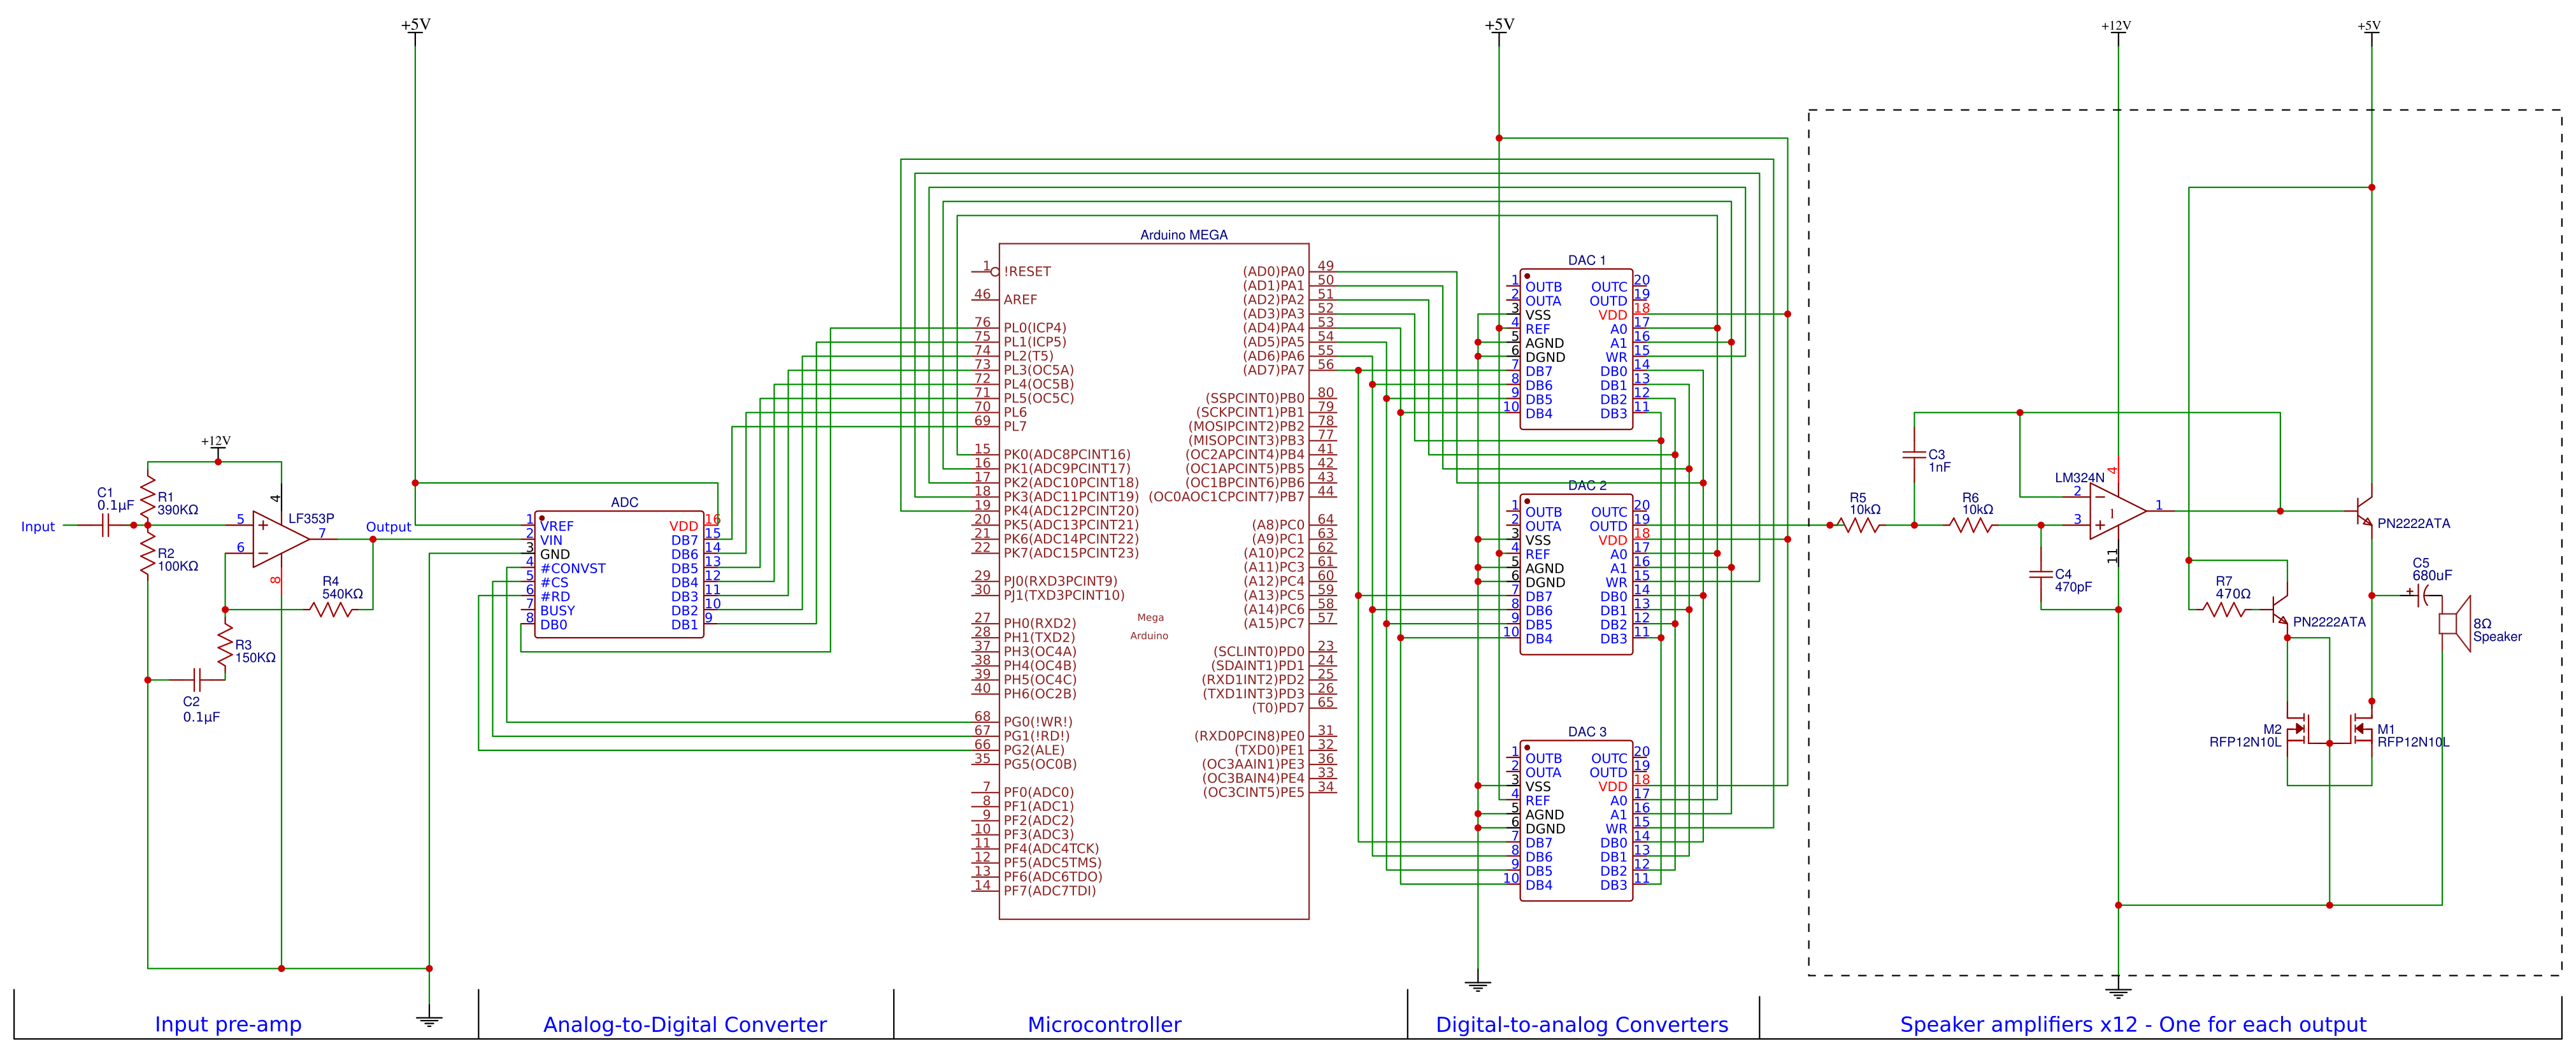 +5V
+5V
+12V
+5V
+12V
Input
C1
0.1μF
R1
390KΩ
R2
100KΩ
5
6
+
−
4
8
7
LF353P
Output
R4
540KΩ
R3
150KΩ
C2
0.1μF
ADC
1 VREF
2 VIN
3 GND
4 #CONVST
5 #CS
6 #RD
7 BUSY
8 DB0
VDD 16
DB7 15
DB6 14
DB5 13
DB4 12
DB3 11
DB2 10
DB1 9
Arduino MEGA
1 !RESET
46 AREF
76 PL0(ICP4)
75 PL1(ICP5)
74 PL2(T5)
73 PL3(OC5A)
72 PL4(OC5B)
71 PL5(OC5C)
70 PL6
69 PL7
15 PK0(ADC8PCINT16)
16 PK1(ADC9PCINT17)
17 PK2(ADC10PCINT18)
18 PK3(ADC11PCINT19)
19 PK4(ADC12PCINT20)
20 PK5(ADC13PCINT21)
21 PK6(ADC14PCINT22)
22 PK7(ADC15PCINT23)
29 PJ0(RXD3PCINT9)
30 PJ1(TXD3PCINT10)
27 PH0(RXD2)
28 PH1(TXD2)
37 PH3(OC4A)
38 PH4(OC4B)
39 PH5(OC4C)
40 PH6(OC2B)
68 PG0(!WR!)
67 PG1(!RD!)
66 PG2(ALE)
35 PG5(OC0B)
7 PF0(ADC0)
8 PF1(ADC1)
9 PF2(ADC2)
10 PF3(ADC3)
11 PF4(ADC4TCK)
12 PF5(ADC5TMS)
13 PF6(ADC6TDO)
14 PF7(ADC7TDI)
Mega
Arduino
(AD0)PA0 49
(AD1)PA1 50
(AD2)PA2 51
(AD3)PA3 52
(AD4)PA4 53
(AD5)PA5 54
(AD6)PA6 55
(AD7)PA7 56
(SSPCINT0)PB0 80
(SCKPCINT1)PB1 79
(MOSIPCINT2)PB2 78
(MISOPCINT3)PB3 77
(OC2APCINT4)PB4 41
(OC1APCINT5)PB5 42
(OC1BPCINT6)PB6 43
(OC0AOC1CPCINT7)PB7 44
(A8)PC0 64
(A9)PC1 63
(A10)PC2 62
(A11)PC3 61
(A12)PC4 60
(A13)PC5 59
(A14)PC6 58
(A15)PC7 57
(SCLINT0)PD0 23
(SDAINT1)PD1 24
(RXD1INT2)PD2 25
(TXD1INT3)PD3 26
(T0)PD7 65
(RXD0PCIN8)PE0 31
(TXD0)PE1 32
(OC3AAIN1)PE3 36
(OC3BAIN4)PE4 33
(OC3CINT5)PE5 34
DAC 1
1 OUTB
2 OUTA
3 VSS
4 REF
5 AGND
6 DGND
7 DB7
8 DB6
9 DB5
10 DB4
OUTC 20
OUTD 19
VDD 18
A0 17
A1 16
WR 15
DB0 14
DB1 13
DB2 12
DB3 11
DAC 2
1 OUTB
2 OUTA
3 VSS
4 REF
5 AGND
6 DGND
7 DB7
8 DB6
9 DB5
10 DB4
OUTC 20
OUTD 19
VDD 18
A0 17
A1 16
WR 15
DB0 14
DB1 13
DB2 12
DB3 11
DAC 3
1 OUTB
2 OUTA
3 VSS
4 REF
5 AGND
6 DGND
7 DB7
8 DB6
9 DB5
10 DB4
OUTC 20
OUTD 19
VDD 18
A0 17
A1 16
WR 15
DB0 14
DB1 13
DB2 12
DB3 11
C3
1nF
R5
10kΩ
R6
10kΩ
C4
470pF
LM324N
2
3
−
+
1
4
11
1
PN2222ATA
R7
470Ω
PN2222ATA
C5
680uF
+
8Ω
Speaker
M2
RFP12N10L
M1
RFP12N10L
Input pre-amp
Analog-to-Digital Converter
Microcontroller
Digital-to-analog Converters
Speaker amplifiers x12 - One for each output